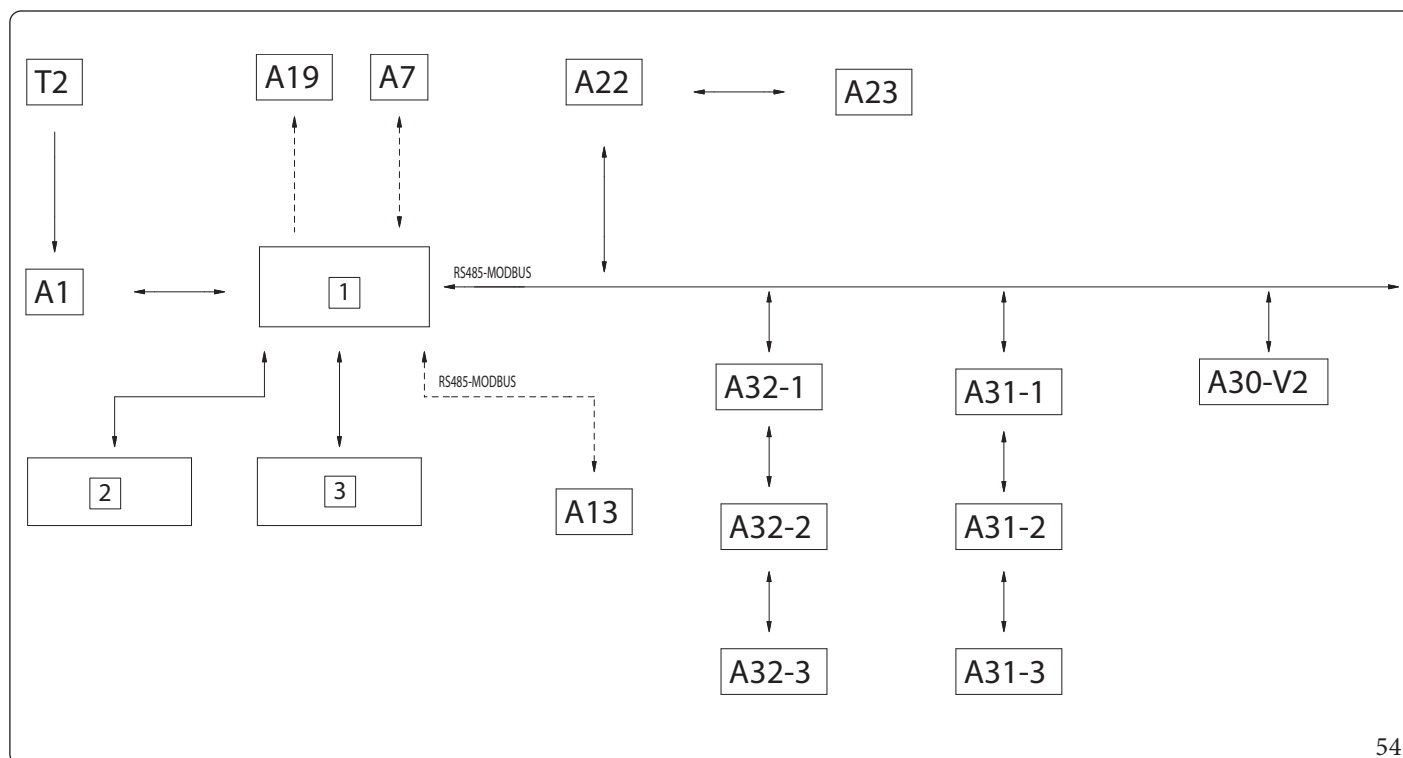 T2
A19
A7
A22
A23
A1
1
RS485-MODBUS
A32-1
A31-1
A30-V2
RS485-MODBUS
2
3
A13
A32-2
A31-2
A32-3
A31-3
54